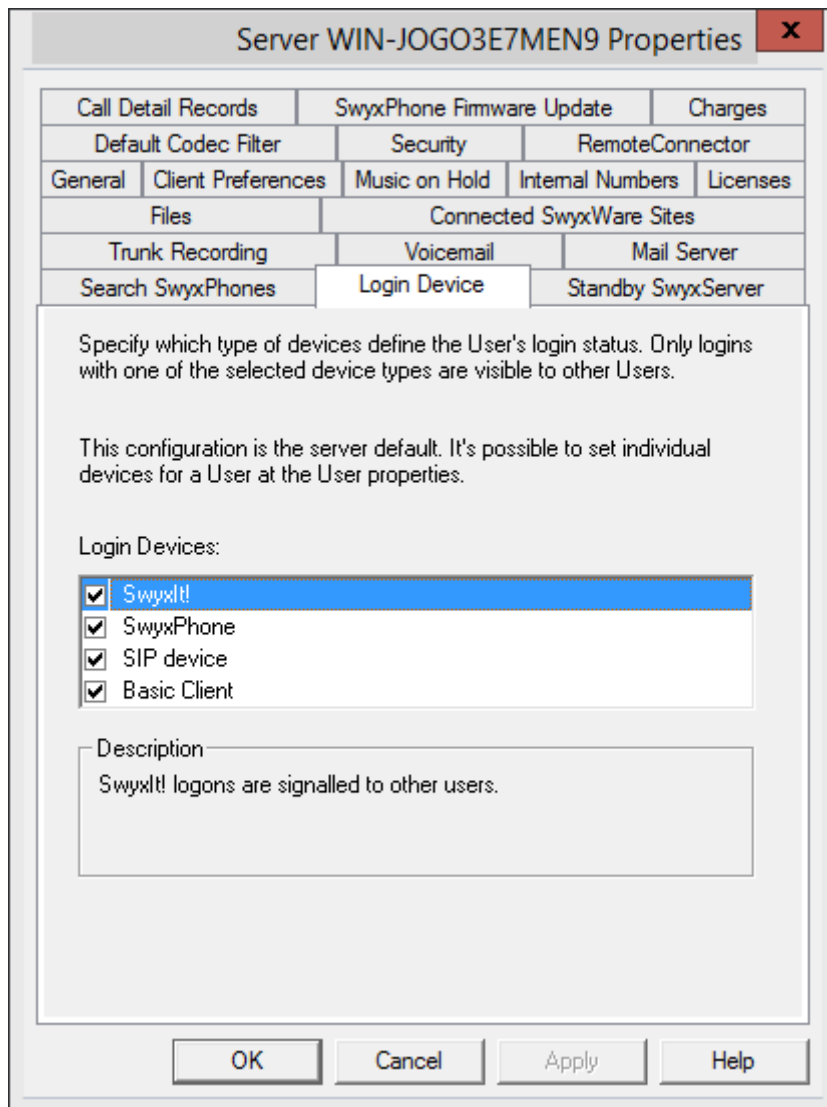 Server WIN-JOGO3E7MEN9 Properties x
Call Detail Records SwyxPhone Firmware Update Charges
Default Codec Filter Security RemoteConnector
General Client Preferences Music on Hold Internal Numbers Licenses
Files Connected SwyxWare Sites
Trunk Recording Voicemail Mail Server
Search SwyxPhones Login Device Standby SwyxServer
Specify which type of devices define the User's login status. Only logins
with one of the selected device types are visible to other Users.
This configuration is the server default. It's possible to set individual
devices for a User at the User properties.
Login Devices:
SwyxIt!
SwyxPhone
SIP device
Basic Client
Description
SwyxIt! logons are signalled to other users.
OK Cancel Apply Help